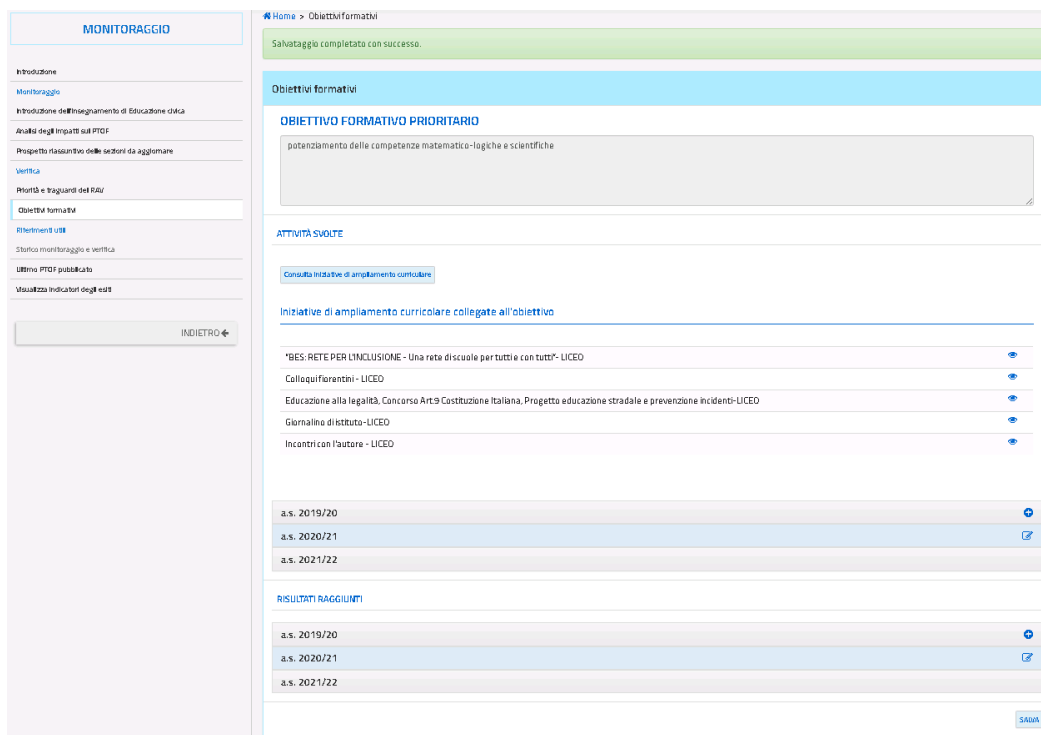 MONITORAGGIO
Introduzione
Monitoraggio
Introduzione dell'Insegnamento di Educazione civica
Analisi degli impatti sul PTOF
Prospetto riassuntivo delle sezioni da aggiornare
Verifica
Priorità e traguardi del RAV
Obiettivi formativi
Riferimenti utili
Storico monitoraggio e verifica
Ultimo PTOF pubblicato
Visualizza indicatori degli esiti
INDIETRO
Home > Obiettivi formativi
Salvataggio completato con successo.
Obiettivi formativi
OBIETTIVO FORMATIVO PRIORITARIO
potenziamento delle competenze matematico-logiche e scientifiche
ATTIVITÀ SVOLTE
Consulta iniziative di ampliamento curriculare
Iniziative di ampliamento curricolare collegate all'obiettivo
"BES: RETE PER L'INCLUSIONE - Una rete di scuole per tutti e con tutti"- LICEO
Colloqui fiorentini - LICEO
Educazione alla legalità, Concorso Art.9 Costituzione Italiana, Progetto educazione stradale e prevenzione incidenti-LICEO
Giornalino di Istituto-LICEO
Incontri con l'autore - LICEO
a.s. 2019/20
a.s. 2020/21
a.s. 2021/22
RISULTATI RAGGIUNTI
a.s. 2019/20
a.s. 2020/21
a.s. 2021/22
SALVA